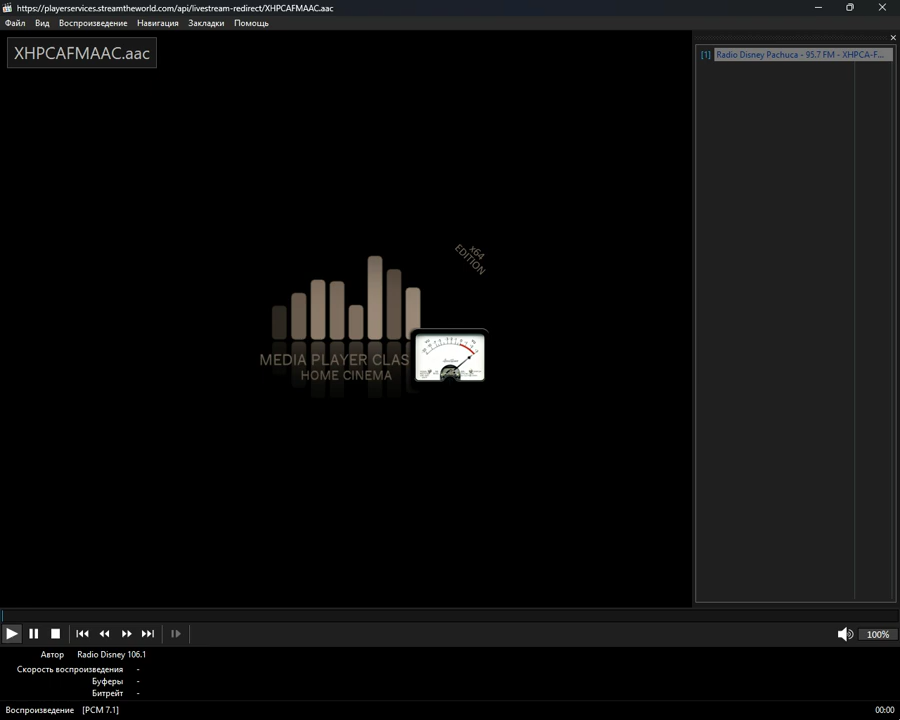 https://playerservices.streamtheworld.com/api/livestream-redirect/XHPCAFMAAC.aac
Файл Вид Воспроизведение Навигация Закладки Помощь
XHPCAFMAAC.aac
[1] Radio Disney Pachuca - 95.7 FM - XHPCA-F...
x64
EDITION
MEDIA PLAYER CLAS
HOME CINEMA
100%
Автор Radio Disney 106.1
Скорость воспроизведения -
Буферы -
Битрейт -
Воспроизведение [PCM 7.1] 00:00